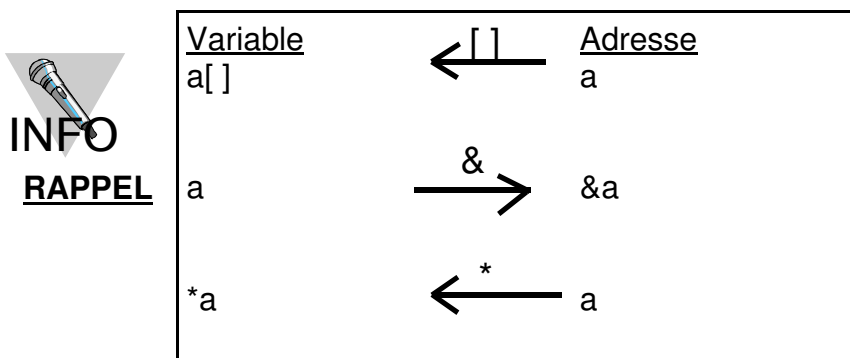 INFO
RAPPEL
Variable [ ] Adresse
a[ ] a
&
a &a
*
*a a